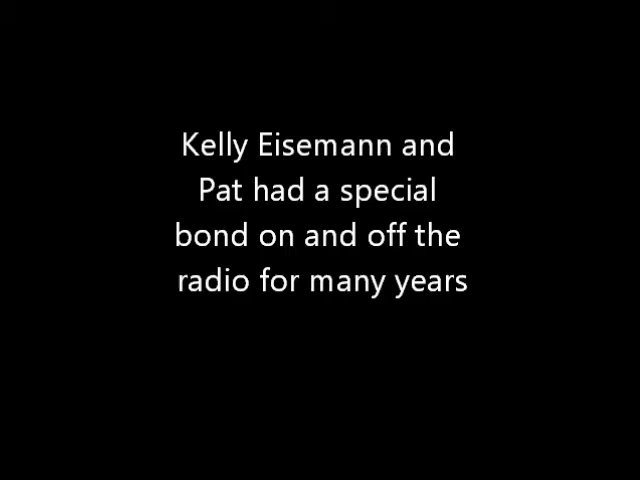 Kelly Eisemann and
Pat had a special
bond on and off the
radio for many years